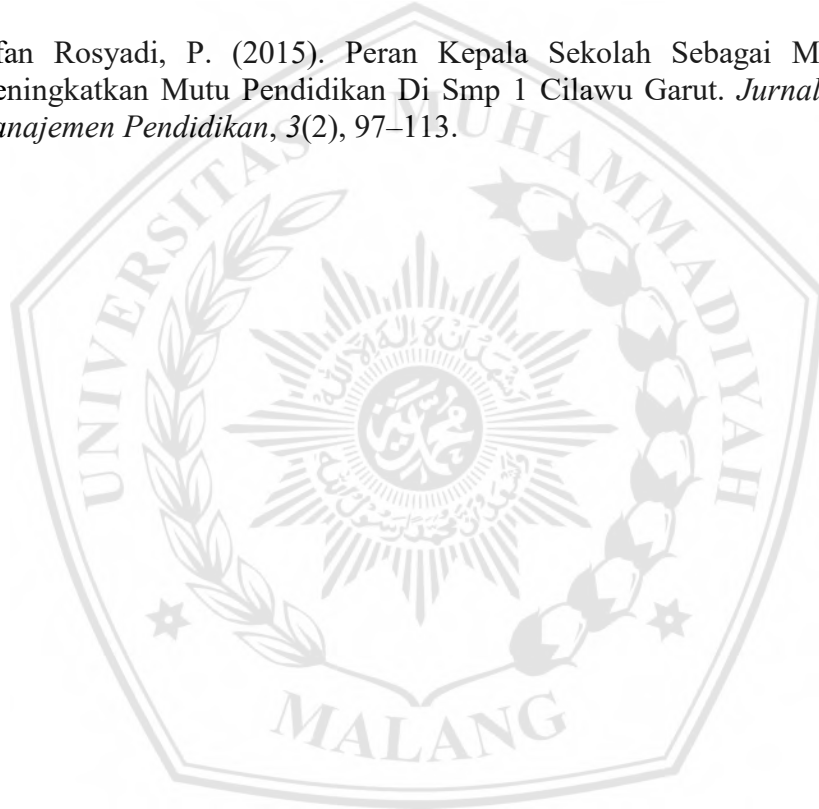 fan Rosyadi, P. (2015). Peran Kepala Sekolah Sebagai M
eningkatkan Mutu Pendidikan Di Smp 1 Cilawu Garut. Jurnal
anajemen Pendidikan, 3(2), 97–113.
UNIVERSITAS MUHAMMADIYAH
MALANG